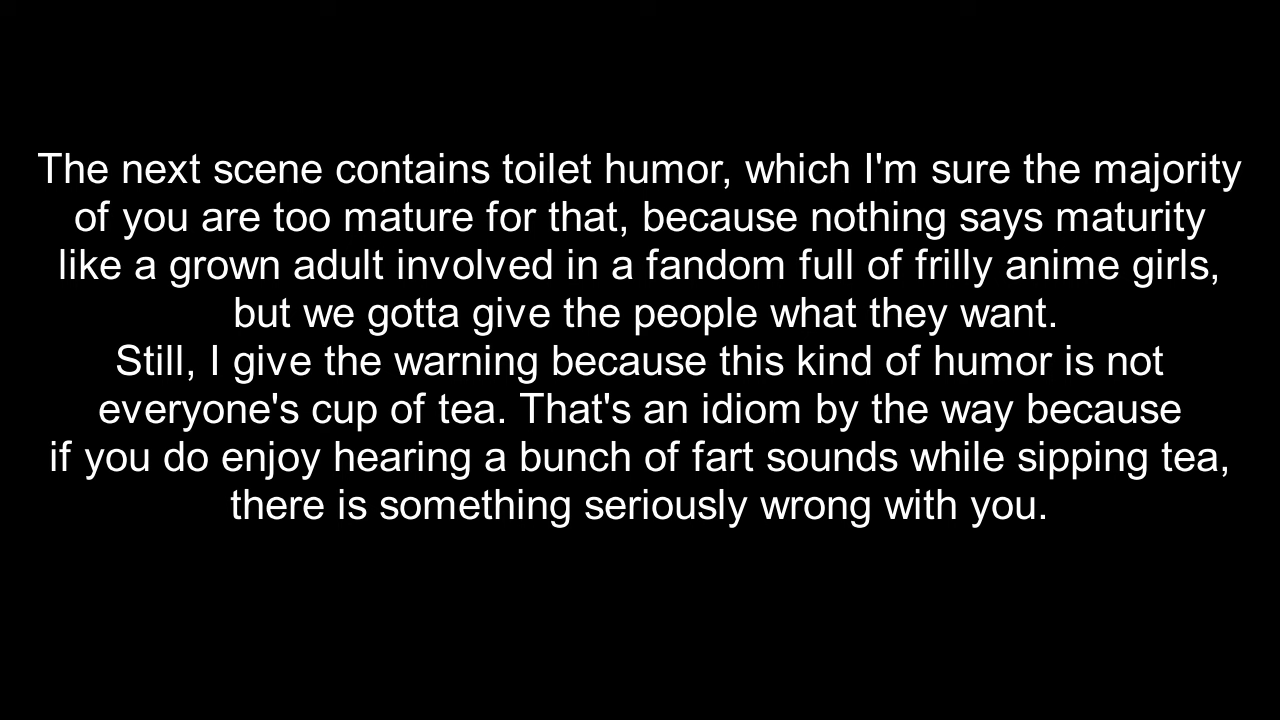 The next scene contains toilet humor, which I'm sure the majority
of you are too mature for that, because nothing says maturity
like a grown adult involved in a fandom full of frilly anime girls,
but we gotta give the people what they want.
Still, I give the warning because this kind of humor is not
everyone's cup of tea. That's an idiom by the way because
if you do enjoy hearing a bunch of fart sounds while sipping tea,
there is something seriously wrong with you.